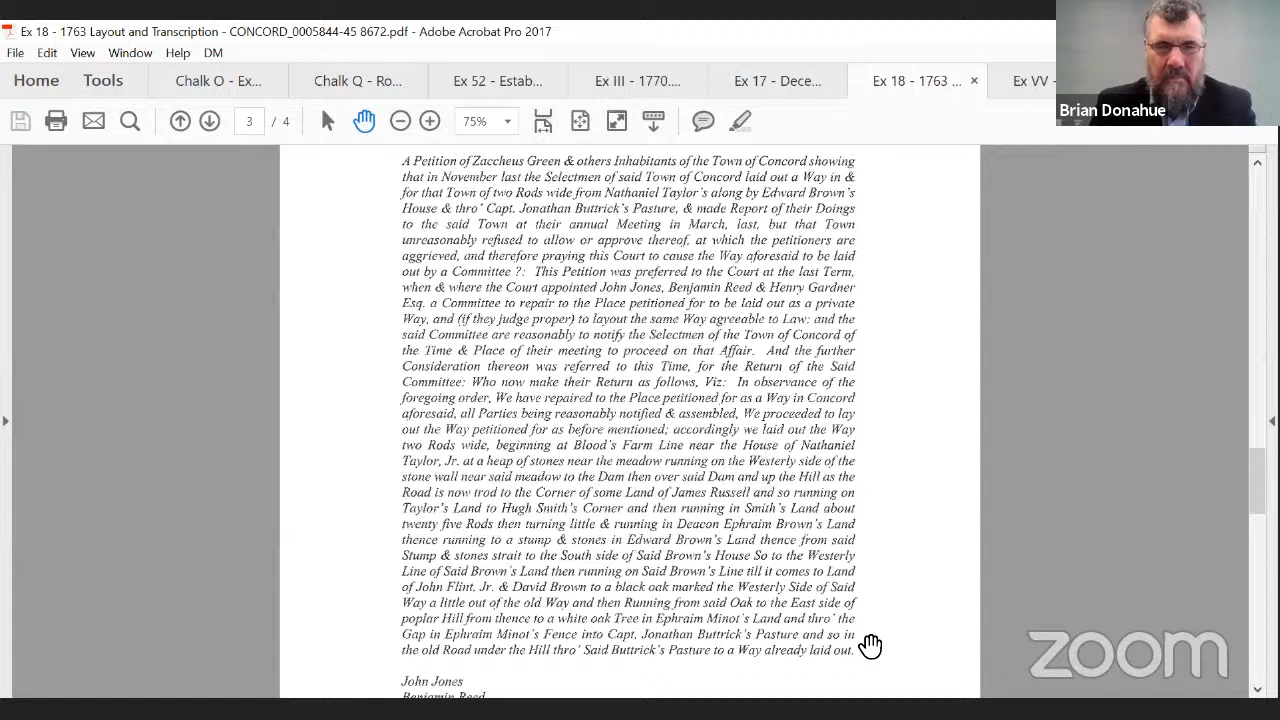 Ex 18 - 1763 Layout and Transcription - CONCORD_0005844-45 8672.pdf - Adobe Acrobat Pro 2017
File Edit View Window Help DM
Home Tools Chalk O - Ex... Chalk Q - Ro... Ex 52 - Estab... Ex III - 1770.... Ex 17 - Dece... Ex 18 - 1763 ... × Ex VV -
3 / 4 75%
Brian Donahue
A Petition of Zaccheus Green & others Inhabitants of the Town of Concord showing
that in November last the Selectmen of said Town of Concord laid out a Way in &
for that Town of two Rods wide from Nathaniel Taylor's along by Edward Brown's
House & thro' Capt. Jonathan Buttrick's Pasture, & made Report of their Doings
to the said Town at their annual Meeting in March, last, but that Town
unreasonably refused to allow or approve thereof, at which the petitioners are
aggrieved, and therefore praying this Court to cause the Way aforesaid to be laid
out by a Committee ?: This Petition was preferred to the Court at the last Term,
when & where the Court appointed John Jones, Benjamin Reed & Henry Gardner
Esq. a Committee to repair to the Place petitioned for to be laid out as a private
Way, and (if they judge proper) to layout the same Way agreeable to Law: and the
said Committee are reasonably to notify the Selectmen of the Town of Concord of
the Time & Place of their meeting to proceed on that Affair. And the further
Consideration thereon was referred to this Time, for the Return of the Said
Committee: Who now make their Return as follows, Viz: In observance of the
foregoing order, We have repaired to the Place petitioned for as a Way in Concord
aforesaid, all Parties being reasonably notified & assembled, We proceeded to lay
out the Way petitioned for as before mentioned; accordingly we laid out the Way
two Rods wide, beginning at Blood's Farm Line near the House of Nathaniel
Taylor, Jr. at a heap of stones near the meadow running on the Westerly side of the
stone wall near said meadow to the Dam then over said Dam and up the Hill as the
Road is now trod to the Corner of some Land of James Russell and so running on
Taylor's Land to Hugh Smith's Corner and then running in Smith's Land about
twenty five Rods then turning little & running in Deacon Ephraim Brown's Land
thence running to a stump & stones in Edward Brown's Land thence from said
Stump & stones strait to the South side of Said Brown's House So to the Westerly
Line of Said Brown's Land then running on Said Brown's Line till it comes to Land
of John Flint, Jr. & David Brown to a black oak marked the Westerly Side of Said
Way a little out of the old Way and then Running from said Oak to the East side of
poplar Hill from thence to a white oak Tree in Ephraim Minot's Land and thro' the
Gap in Ephraim Minot's Fence into Capt. Jonathan Buttrick's Pasture and so in
the old Road under the Hill thro' Said Buttrick's Pasture to a Way already laid out.
John Jones
Benjamin Reed
zoom